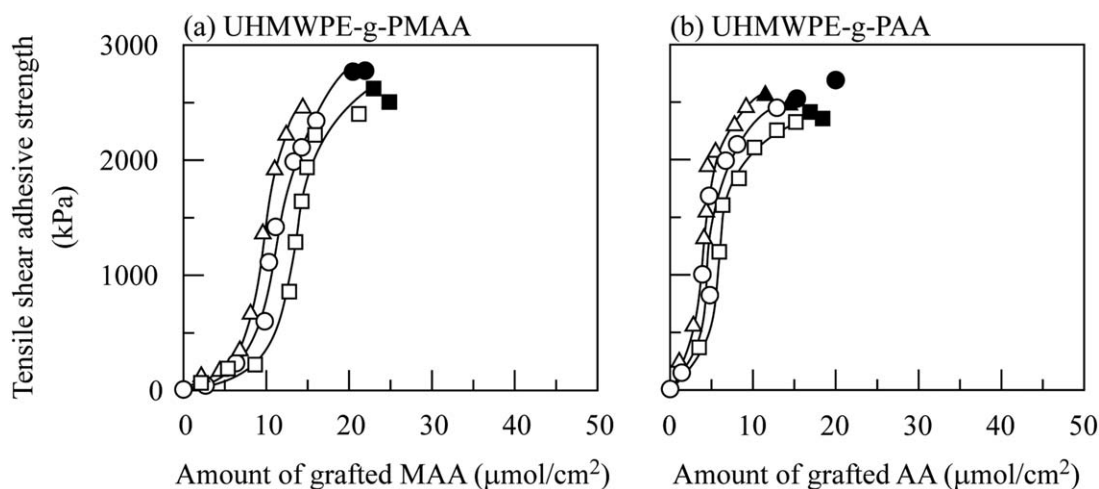 (a) UHMWPE-g-PMAA
(b) UHMWPE-g-PAA
Tensile shear adhesive strength
(kPa)
3000
2000
1000
0
0 10 20 30 40 50
0 10 20 30 40 50
Amount of grafted MAA (μmol/cm²)
Amount of grafted AA (μmol/cm²)